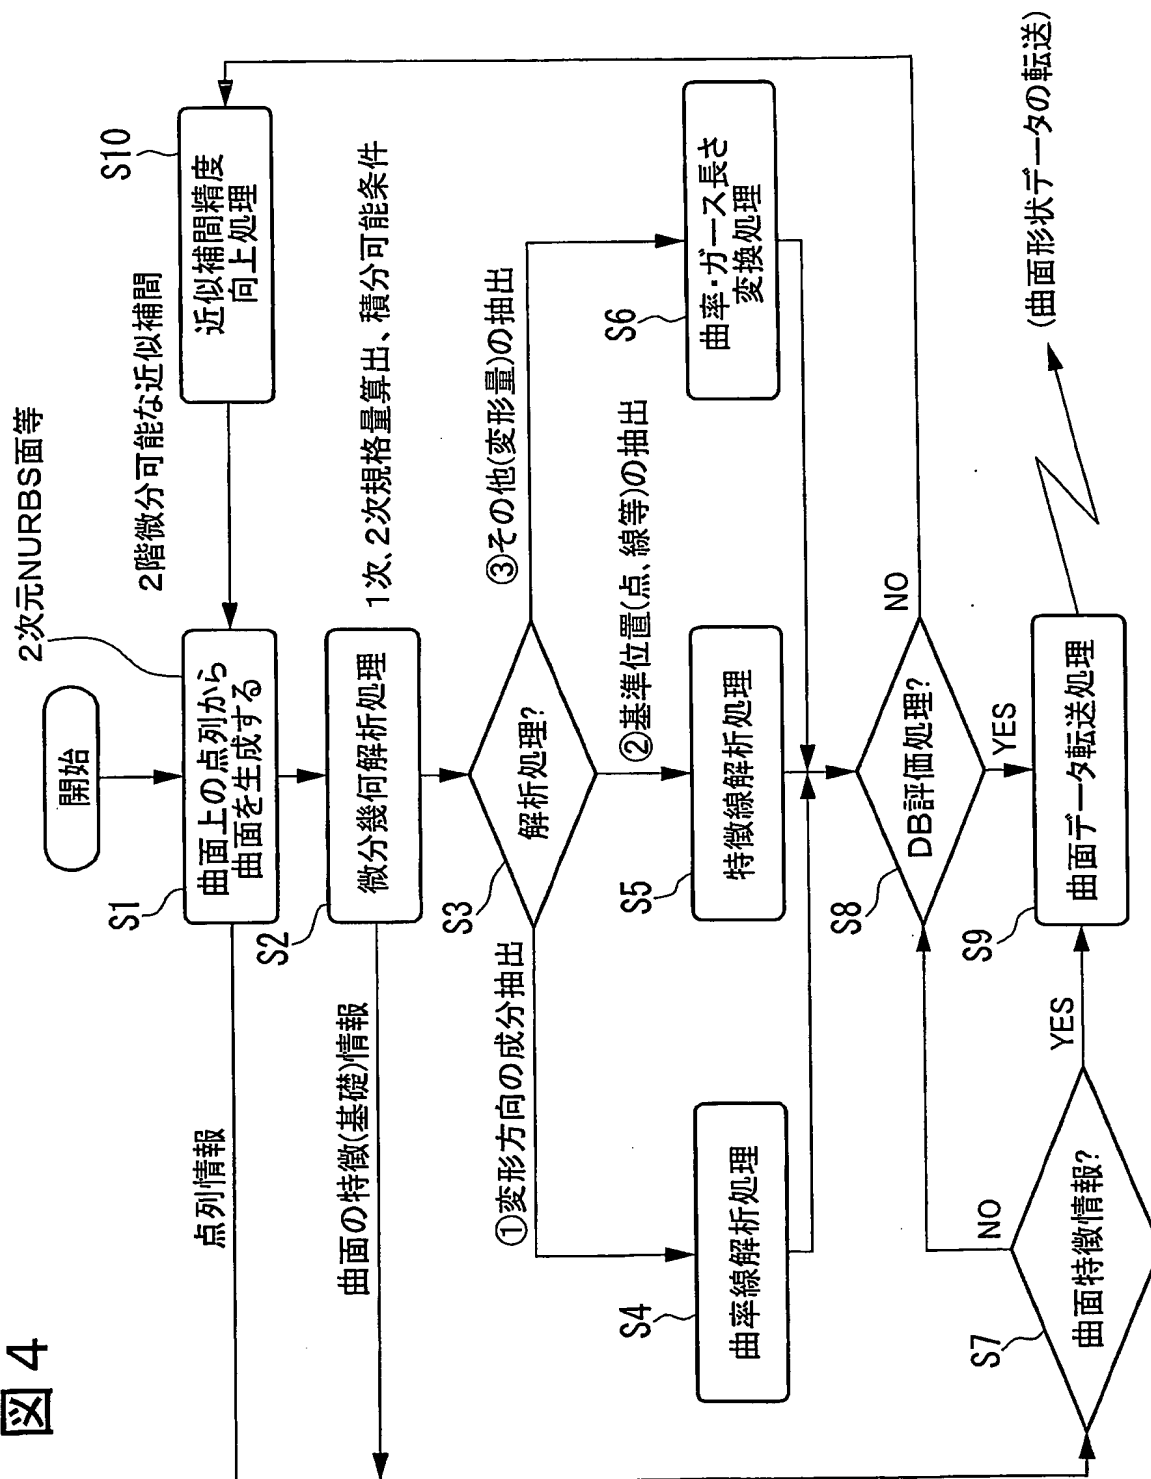 図４
開始
2次元NURBS面等
S1
曲面上の点列から
曲面を生成する
点列情報
2階微分可能な近似補間
S10
近似補間精度
向上処理
S2
微分幾何解析処理
1次、2次規格量算出、積分可能条件
曲面の特徴(基礎)情報
S3
解析処理?
①変形方向の成分抽出
②基準位置(点、線等)の抽出
③その他(変形量)の抽出
S4
曲率線解析処理
S5
特徴線解析処理
S6
曲率・ガース長さ
変換処理
S7
曲面特徴情報?
NO
YES
S8
DB評価処理?
NO
YES
S9
曲面データ転送処理
(曲面形状データの転送)